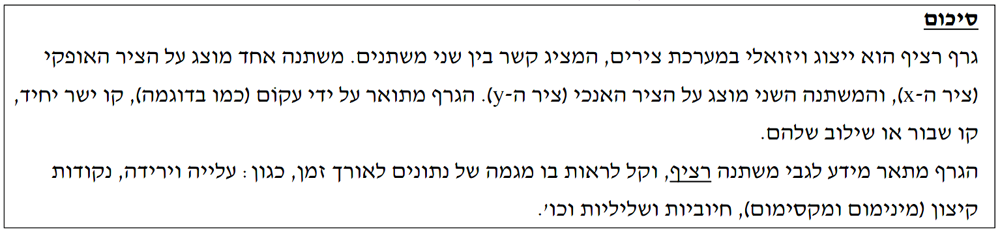 סיכום
גרף רציף הוא ייצוג ויזואלי במערכת צירים, המציג קשר בין שני משתנים. משתנה אחד מוצג על הציר האופקי
(ציר ה-x), והמשתנה השני מוצג על הציר האנכי (ציר ה-y). הגרף מתואר על ידי עקוֹם (כמו בדוגמה), קו ישר יחיד,
קו שבור או שילוב שלהם.
הגרף מתאר מידע לגבי משתנה רציף, וקל לראות בו מגמה של נתונים לאורך זמן, כגון: עלייה וירידה, נקודות
קיצון (מינימום ומקסימום), חיוביות ושליליות וכו'.